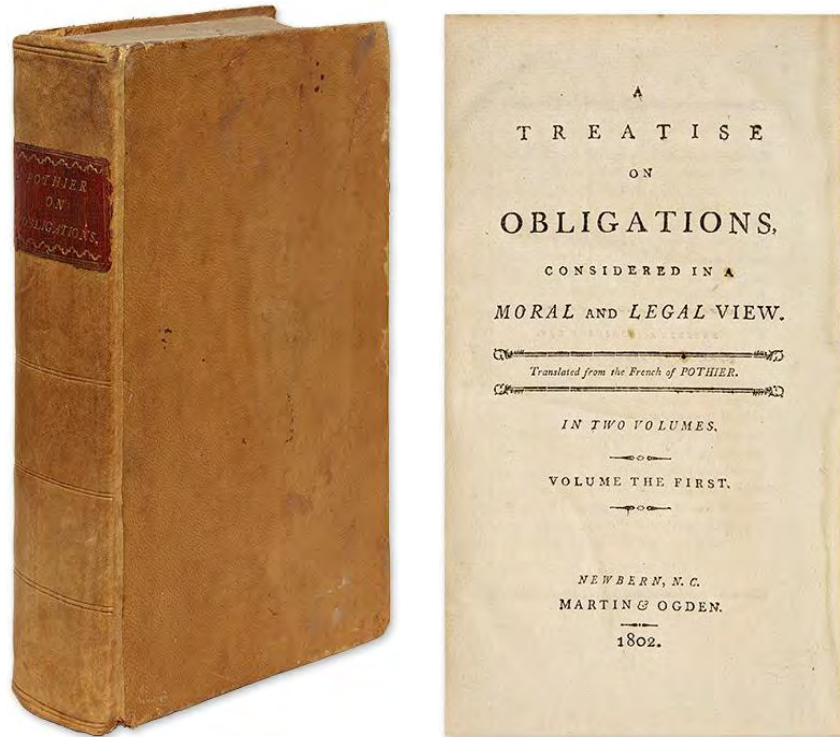 POTHIER
ON
OBLIGATIONS.
A
TREATISE
ON
OBLIGATIONS,
CONSIDERED IN A
MORAL AND LEGAL VIEW.
Translated from the French of POTHIER.
IN TWO VOLUMES.
VOLUME THE FIRST.
NEWBERN, N. C.
MARTIN & OGDEN.
1802.